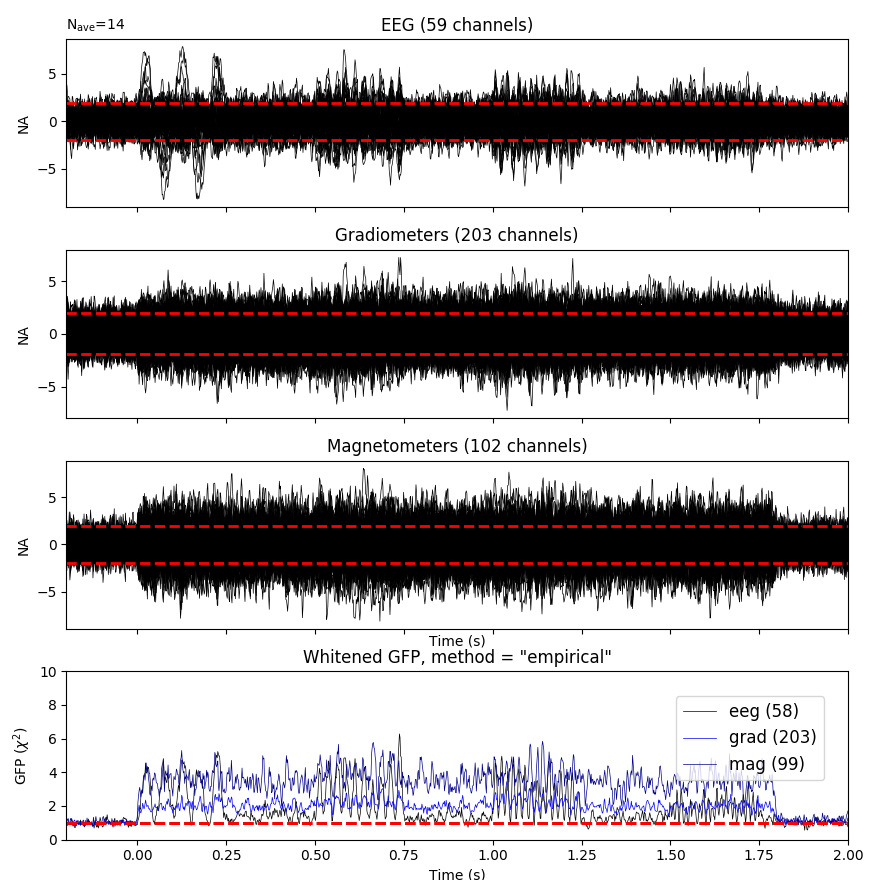 N_ave=14
EEG (59 channels)
5
0
−5
NA
Gradiometers (203 channels)
5
0
−5
NA
Magnetometers (102 channels)
5
0
−5
NA
Time (s)
Whitened GFP, method = "empirical"
10
8
6
4
2
0
GFP (χ²)
eeg (58)
grad (203)
mag (99)
0.00 0.25 0.50 0.75 1.00 1.25 1.50 1.75 2.00
Time (s)